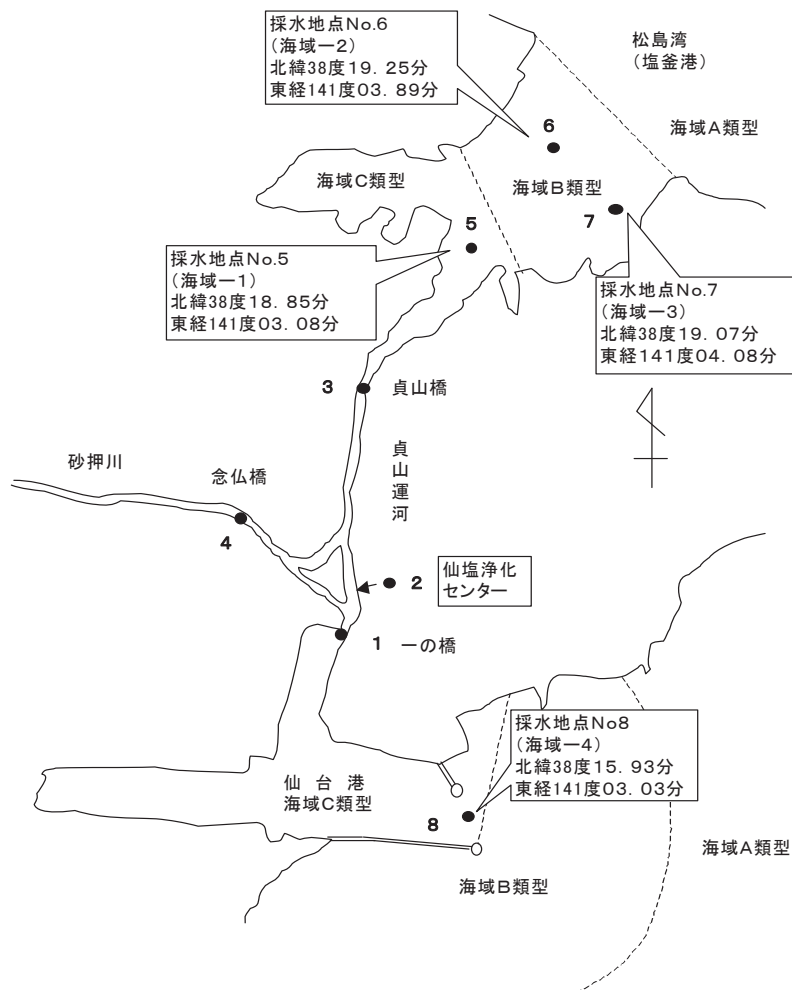 採水地点No.6
(海域ー2)
北緯38度19. 25分
東経141度03. 89分
松島湾
(塩釜港)
海域A類型
6
海域C類型
海域B類型
5
7
採水地点No.5
(海域ー1)
北緯38度18. 85分
東経141度03. 08分
採水地点No.7
(海域ー3)
北緯38度19. 07分
東経141度04. 08分
3
貞山橋
貞山運河
砂押川
念仏橋
4
2
仙塩浄化
センター
1
一の橋
採水地点No8
(海域ー4)
北緯38度15. 93分
東経141度03. 03分
仙台港
海域C類型
8
海域A類型
海域B類型